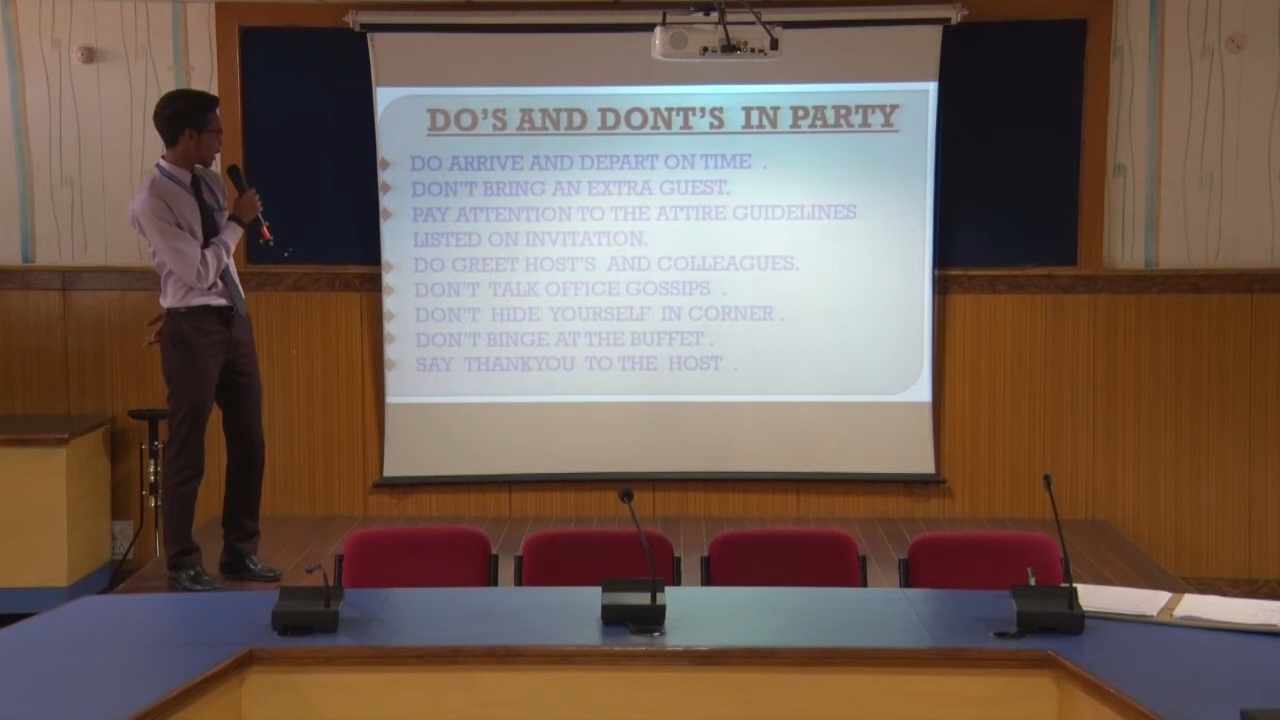 DO'S AND DONT'S IN PARTY
DO ARRIVE AND DEPART ON TIME .
DON'T BRING AN EXTRA GUEST.
PAY ATTENTION TO THE ATTIRE GUIDELINES
LISTED ON INVITATION.
DO GREET HOST'S AND COLLEAGUES.
DON'T TALK OFFICE GOSSIPS .
DON'T HIDE YOURSELF IN CORNER .
DON'T BINGE AT THE BUFFET .
SAY THANKYOU TO THE HOST .